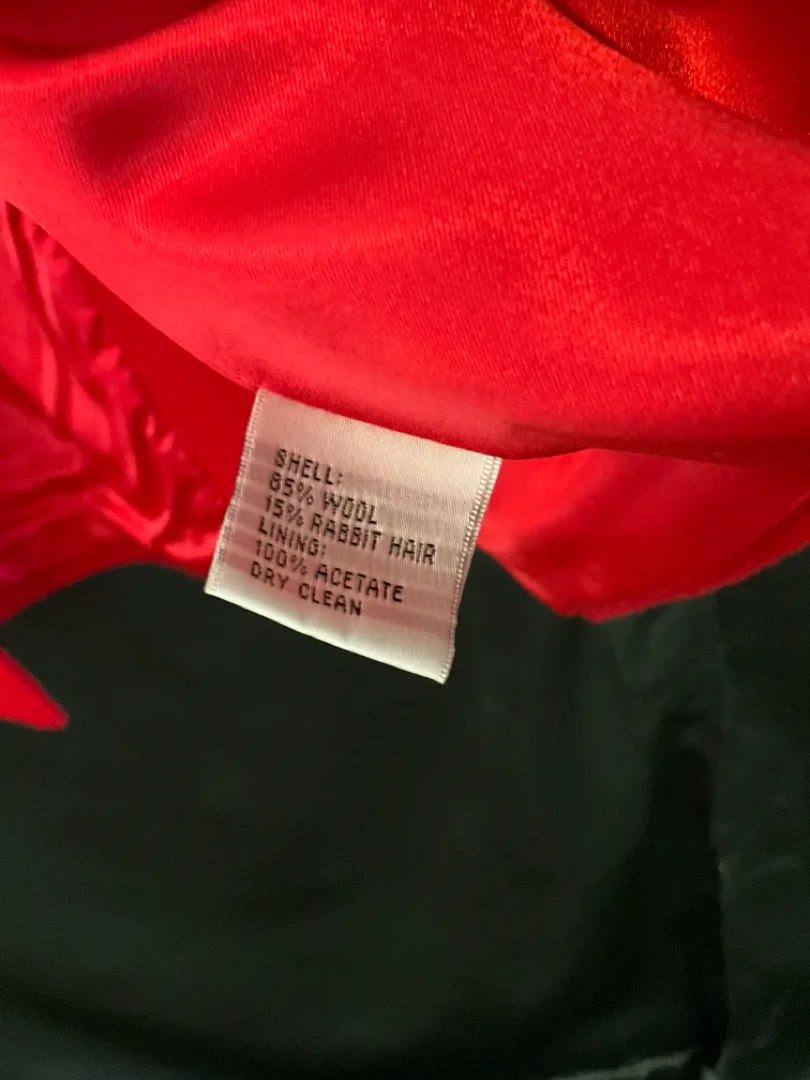 SHELL:
85% WOOL
15% RABBIT HAIR
LINING:
100% ACETATE
DRY CLEAN